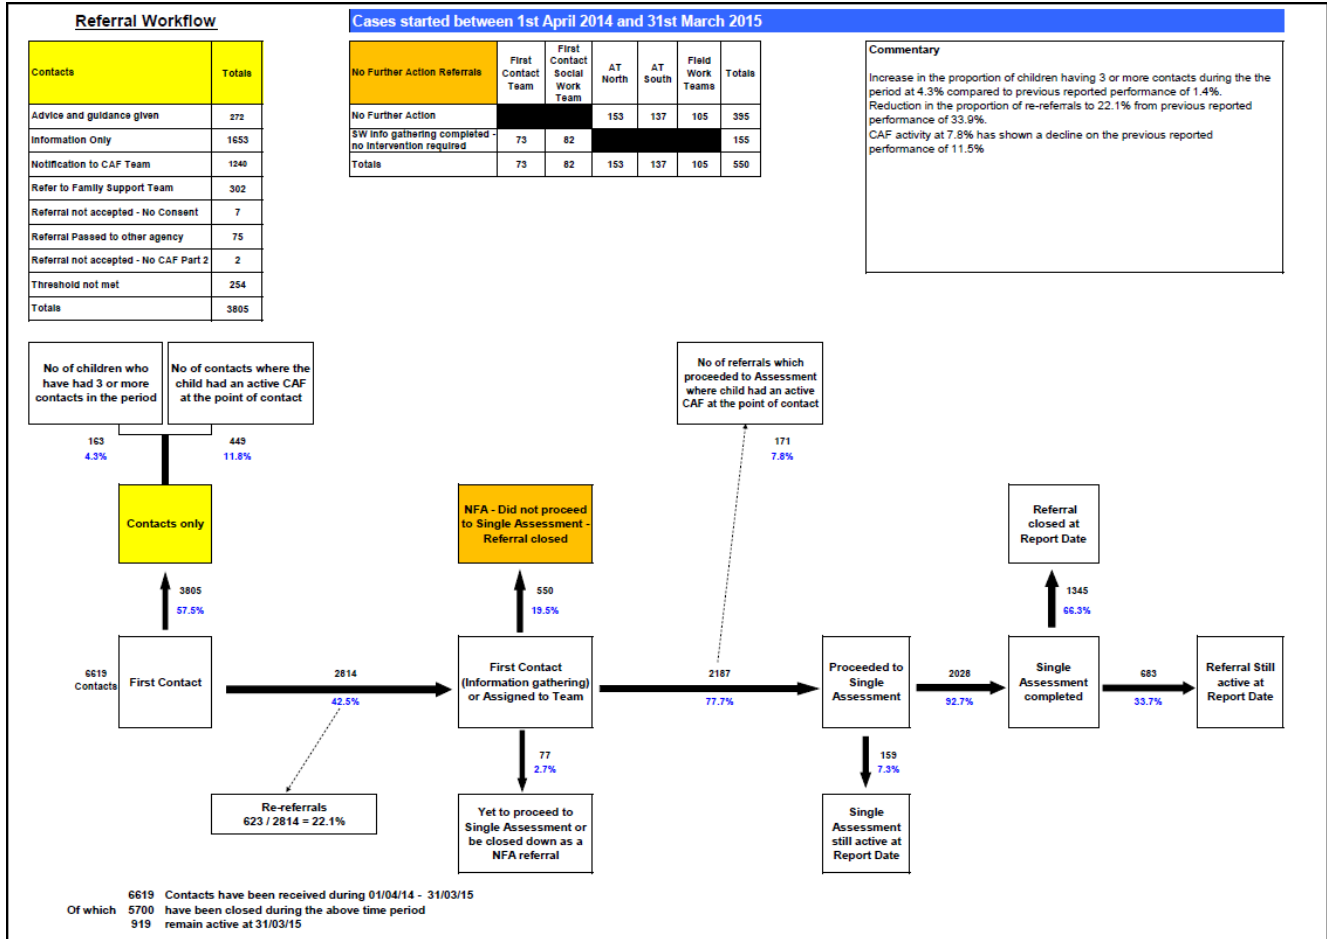 Referral Workflow
Cases started between 1st April 2014 and 31st March 2015
Contacts Totals
Advice and guidance given 272
Information Only 1653
Notification to CAF Team 1240
Refer to Family Support Team 302
Referral not accepted - No Consent 7
Referral Passed to other agency 75
Referral not accepted - No CAF Part 2 2
Threshold not met 254
Totals 3805
No Further Action Referrals
First
Contact
Team
First
Contact
Social
Work
Team
AT
North
AT
South
Field
Work
Teams
Totals
No Further Action 153 137 105 395
SW info gathering completed -
no intervention required 73 82 155
Totals 73 82 153 137 105 550
Commentary
Increase in the proportion of children having 3 or more contacts during the the
period at 4.3% compared to previous reported performance of 1.4%.
Reduction in the proportion of re-referrals to 22.1% from previous reported
performance of 33.9%.
CAF activity at 7.8% has shown a decline on the previous reported
performance of 11.5%
No of children who
have had 3 or more
contacts in the period
No of contacts where the
child had an active CAF
at the point of contact
No of referrals which
proceeded to Assessment
where child had an active
CAF at the point of contact
163
4.3%
449
11.8%
171
7.8%
Contacts only
NFA - Did not proceed
to Single Assessment -
Referral closed
Referral
closed at
Report Date
3805
57.5%
550
19.5%
1345
66.3%
6619
Contacts
First Contact
2814
42.5%
First Contact
(Information gathering)
or Assigned to Team
2187
77.7%
Proceeded to
Single
Assessment
2028
92.7%
Single
Assessment
completed
683
33.7%
Referral Still
active at
Report Date
77
2.7%
159
7.3%
Re-referrals
623 / 2814 = 22.1%
Yet to proceed to
Single Assessment or
be closed down as a
NFA referral
Single
Assessment
still active at
Report Date
6619 Contacts have been received during 01/04/14 - 31/03/15
Of which 5700 have been closed during the above time period
919 remain active at 31/03/15